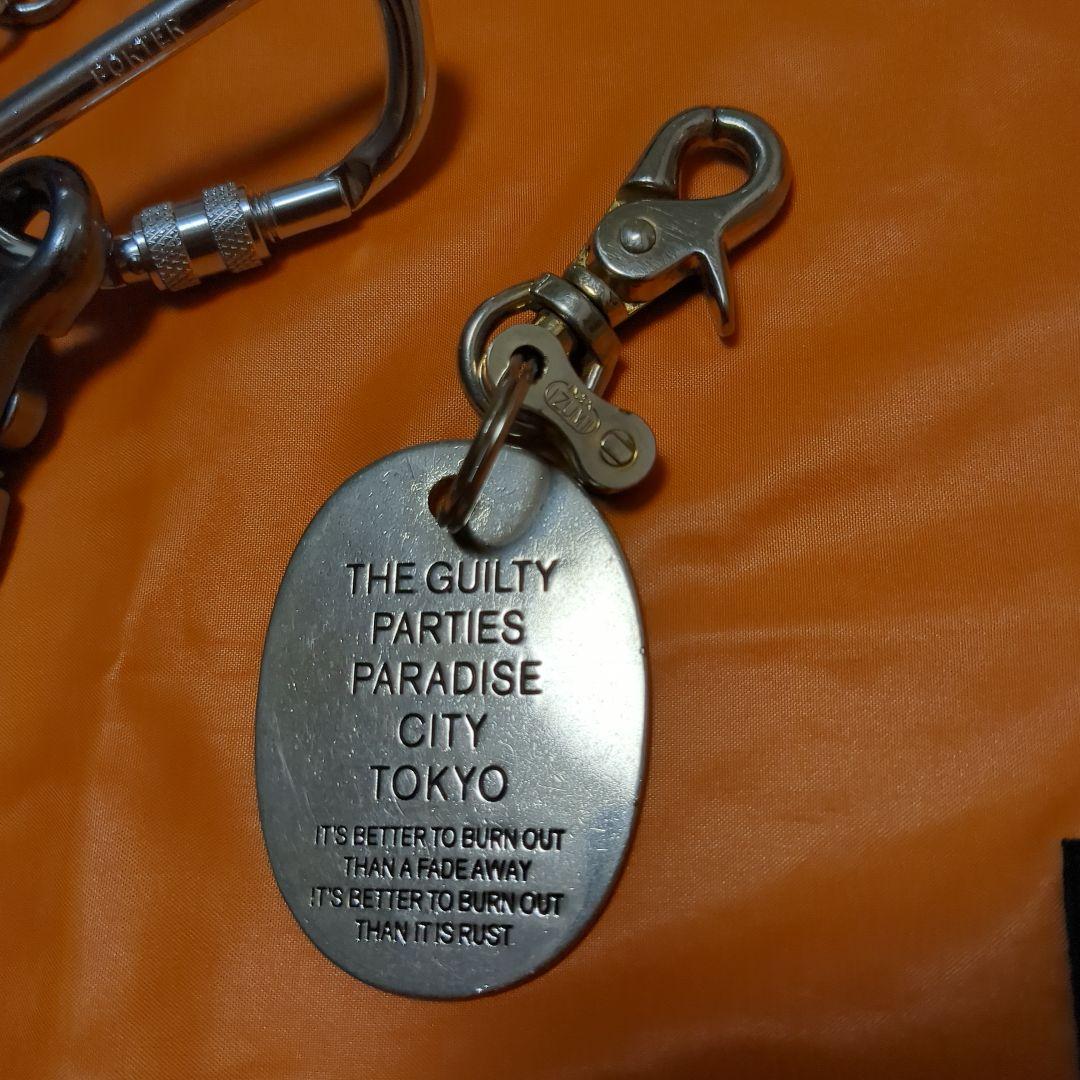 PORTER
IZUMI
THE GUILTY
PARTIES
PARADISE
CITY
TOKYO
IT'S BETTER TO BURN OUT
THAN A FADE AWAY
IT'S BETTER TO BURN OUT
THAN IT IS RUST